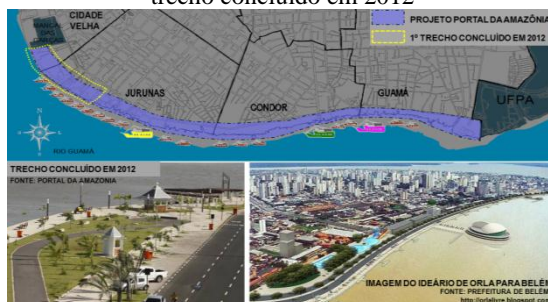 trecho concluído em 2012
CIDADE
VELHA
PROJETO PORTAL DA AMAZÔNIA
1º TRECHO CONCLUÍDO EM 2012
JURUNAS
CONDOR
GUAMÁ
UFPA
N
RIO GUAMÁ
TRECHO CONCLUÍDO EM 2012
FONTE: PORTAL DA AMAZONIA
IMAGEM DO IDEÁRIO DE ORLA PARA BELÉM
FONTE: PREFEITURA DE BELÉM